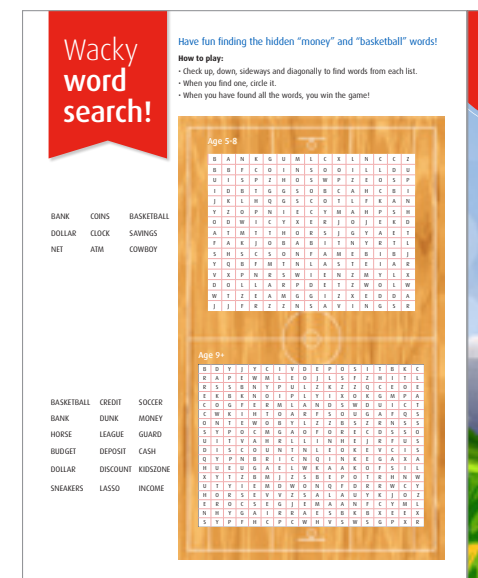 Wacky
word
search!
Have fun finding the hidden “money” and “basketball” words!
How to play:
• Check up, down, sideways and diagonally to find words from each list.
• When you find one, circle it.
• When you have found all the words, you win the game!
Age 5-8
B A N K G U M L C X L N C C Z
B B F C O I N S O O I L L D U
U I S P Z H O S W P Z E O S P
I D B T G G S O B C A H C B I
J K L H Q G S C O T L F K A N
Y Z O P N I E C Y M A H P S H
O D W I C Y X E R J O J E K O
A T M T T H O R S J G Y A E T
F A K J O B A B I T N Y R T L
S H S C S O N F A M E B I B J
Y Q B F M T N L A S T E I A R
V X P N R S W I E N Z M Y L X
D O L L A R P D E T Z W O L W
W T Z E A M G G I Z X E D D A
J J F R Z Z N S A V I N G S R
BANK COINS BASKETBALL
DOLLAR CLOCK SAVINGS
NET ATM COWBOY
Age 9+
B D Y J Y C I V D E P O S I T B K C
R A P E W M L E O J L S F Z H I T L
R S S B N Y P U L Z K Z Z Q C E O E
E K B K N O I P L Y I X O K G M P A
C O G F E R M L A N D S W D U I C T
C W K I H T O A R F S O U G A F Q S
D N T E W O B Y L Z Z B S Z R N S S
S Y P O C M G A O F O R E C D S S O
U I T V A H R L L I N H E J R F U S
D I S C O U N T N L E O K E V C I S
Q Y P N B R I C N Q I N K E G A X A
H U E U G A E L W K A A K O F S I L
X Y T Z B M J Z S B E P O T R H N W
U T Y I E M D W O N Q F D R R W C Y
H O R S E V V Z S A L A U Y K J O Z
E R O C S E G J E M A A N F C Y M L
N H Y G A I R R A E S B K B X E E X
S Y P F H C P C W H V S W S G P X R
BASKETBALL CREDIT SOCCER
BANK DUNK MONEY
HORSE LEAGUE GUARD
BUDGET DEPOSIT CASH
DOLLAR DISCOUNT KIDSZONE
SNEAKERS LASSO INCOME